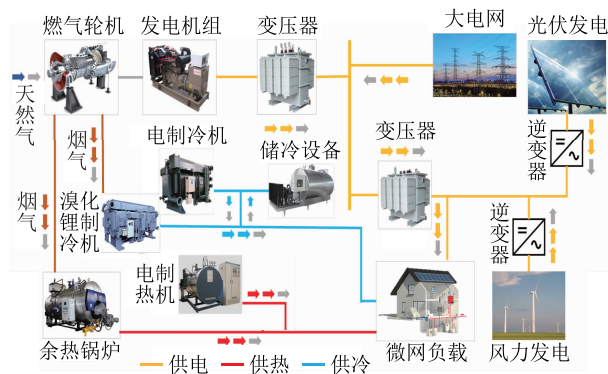 燃气轮机
发电机组
变压器
大电网
光伏发电
天然气
烟气
电制冷机
储冷设备
变压器
逆变器
烟气
溴化
锂制
冷机
逆变器
电制
热机
余热锅炉
微网负载
风力发电
供电
供热
供冷